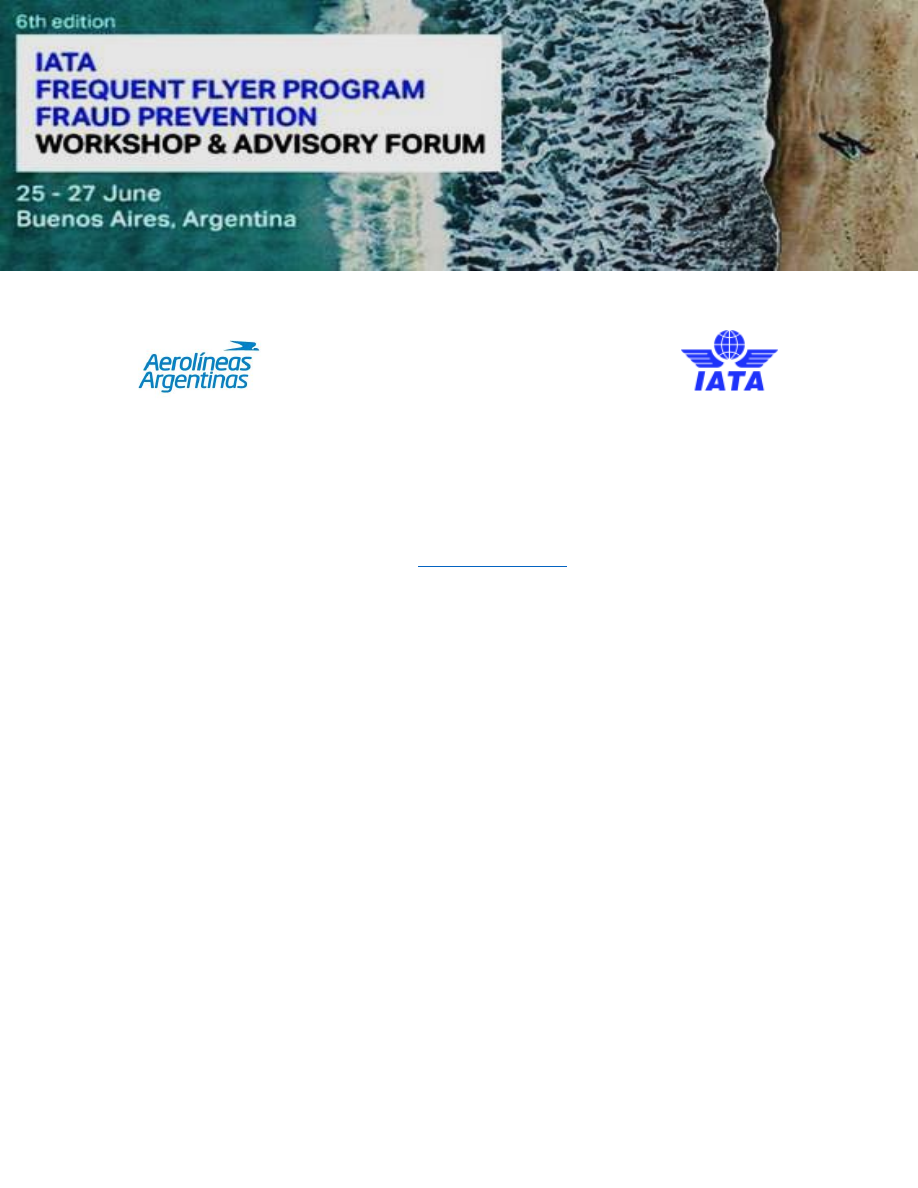 6th edition
IATA
FREQUENT FLYER PROGRAM
FRAUD PREVENTION
WORKSHOP & ADVISORY FORUM
25 - 27 June
Buenos Aires, Argentina
Aerolíneas
Argentinas
IATA